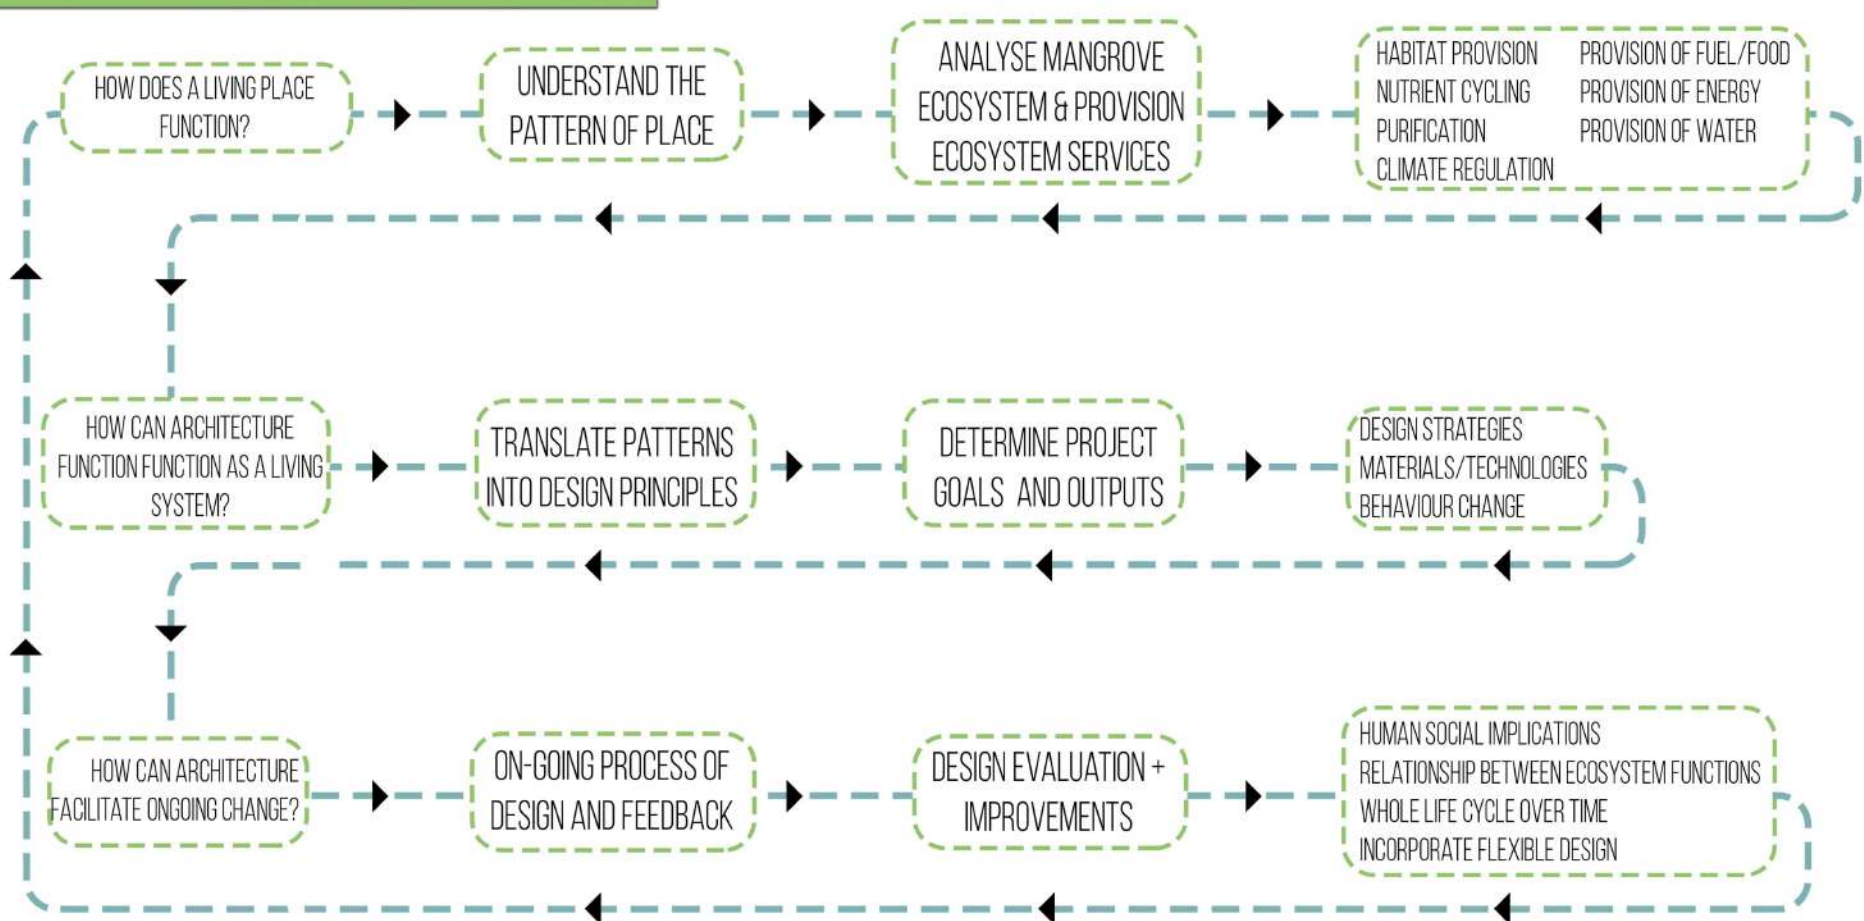 HOW DOES A LIVING PLACE
FUNCTION?
UNDERSTAND THE
PATTERN OF PLACE
ANALYSE MANGROVE
ECOSYSTEM & PROVISION
ECOSYSTEM SERVICES
HABITAT PROVISION
NUTRIENT CYCLING
PURIFICATION
CLIMATE REGULATION
PROVISION OF FUEL/FOOD
PROVISION OF ENERGY
PROVISION OF WATER
HOW CAN ARCHITECTURE
FUNCTION FUNCTION AS A LIVING
SYSTEM?
TRANSLATE PATTERNS
INTO DESIGN PRINCIPLES
DETERMINE PROJECT
GOALS AND OUTPUTS
DESIGN STRATEGIES
MATERIALS/TECHNOLOGIES
BEHAVIOUR CHANGE
HOW CAN ARCHITECTURE
FACILITATE ONGOING CHANGE?
ON-GOING PROCESS OF
DESIGN AND FEEDBACK
DESIGN EVALUATION +
IMPROVEMENTS
HUMAN SOCIAL IMPLICATIONS
RELATIONSHIP BETWEEN ECOSYSTEM FUNCTIONS
WHOLE LIFE CYCLE OVER TIME
INCORPORATE FLEXIBLE DESIGN